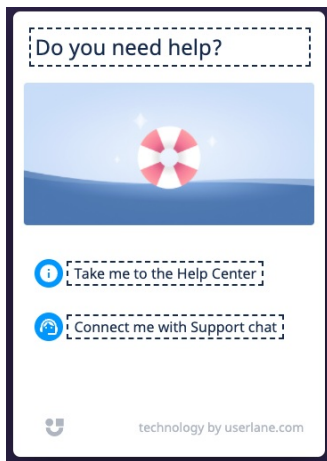 Do you need help?
Take me to the Help Center
Connect me with Support chat
technology by userlane.com